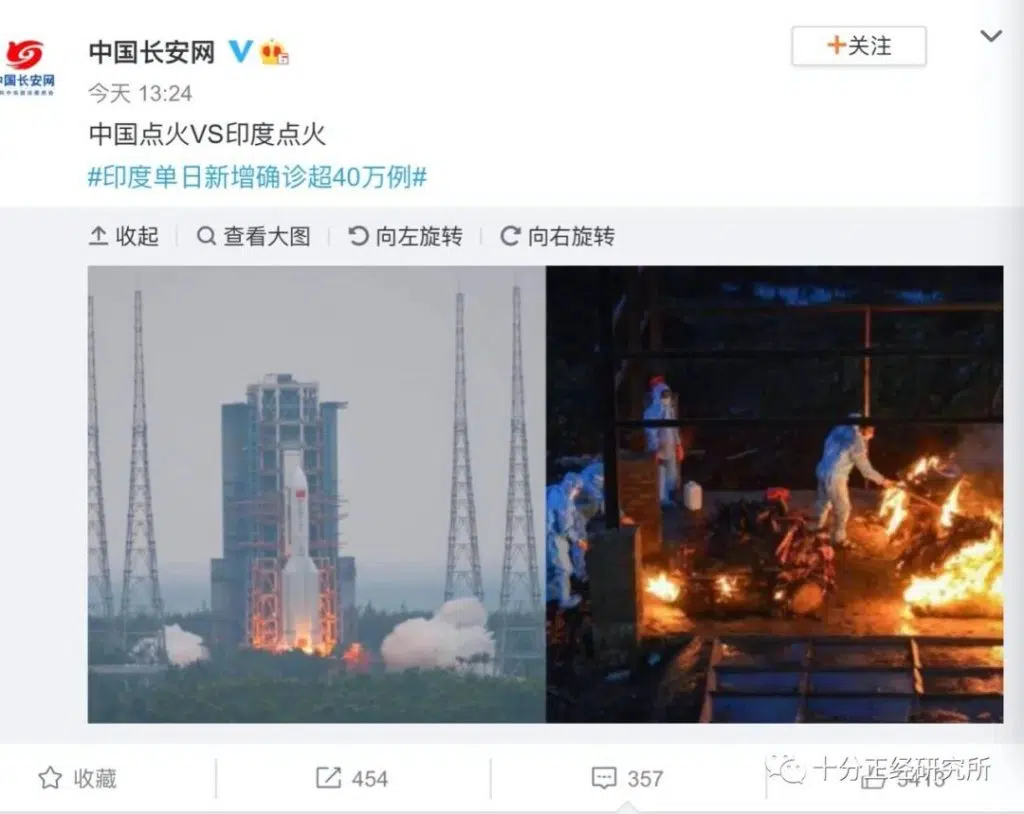 中国长安网
中国长安网
+关注
今天 13:24
中国点火VS印度点火
#印度单日新增确诊超40万例#
收起
查看大图
向左旋转
向右旋转
收藏
454
357
5413
十分正经研究所